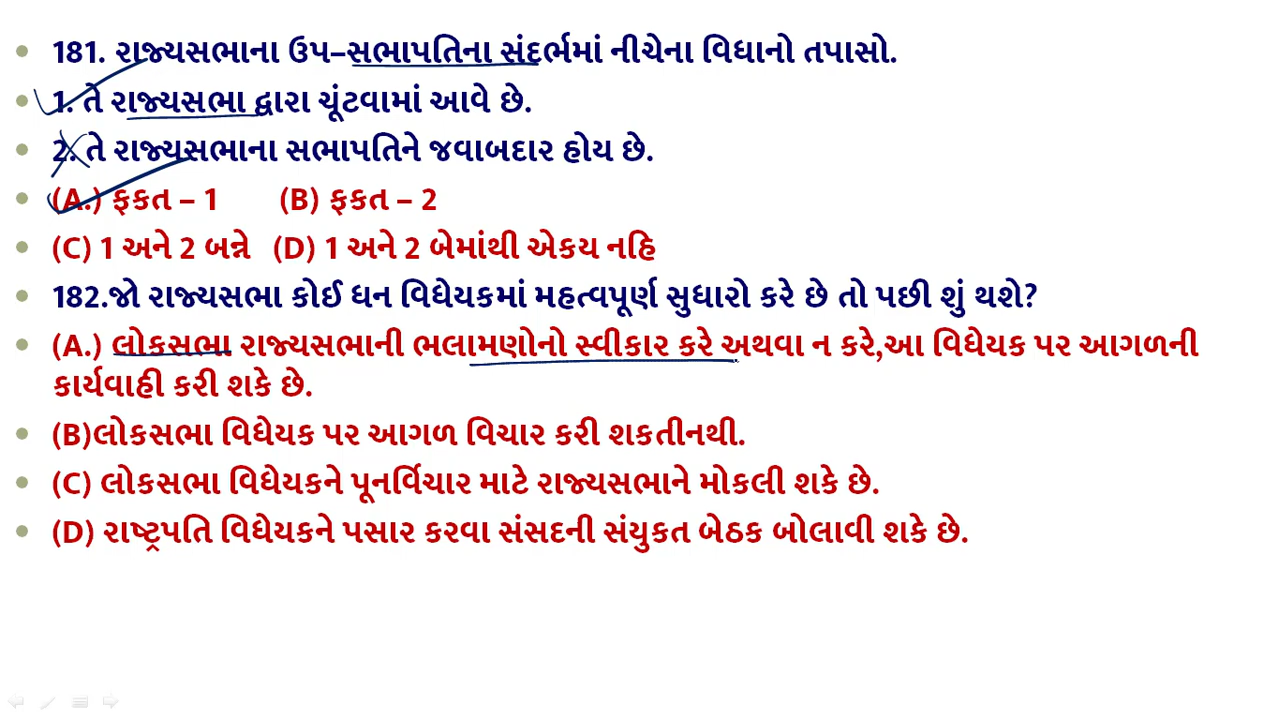 181. રાજ્યસભાના ઉપ–સભાપતિના સંદર્ભમાં નીચેના વિધાનો તપાસો.
1. તે રાજ્યસભા દ્વારા ચૂંટવામાં આવે છે.
2. તે રાજ્યસભાના સભાપતિને જવાબદાર હોય છે.
(A.) ફકત – 1 (B) ફકત – 2
(C) 1 અને 2 બન્ને (D) 1 અને 2 બેમાંથી એકય નહિ
182.જો રાજ્યસભા કોઈ ધન વિધેયકમાં મહત્વપૂર્ણ સુધારો કરે છે તો પછી શું થશે?
(A.) લોકસભા રાજ્યસભાની ભલામણોનો સ્વીકાર કરે અથવા ન કરે,આ વિધેયક પર આગળની
કાર્યવાહી કરી શકે છે.
(B)લોકસભા વિધેયક પર આગળ વિચાર કરી શકતીનથી.
(C) લોકસભા વિધેયકને પૂનર્વિચાર માટે રાજ્યસભાને મોકલી શકે છે.
(D) રાષ્ટ્રપતિ વિધેયકને પસાર કરવા સંસદની સંયુકત બેઠક બોલાવી શકે છે.